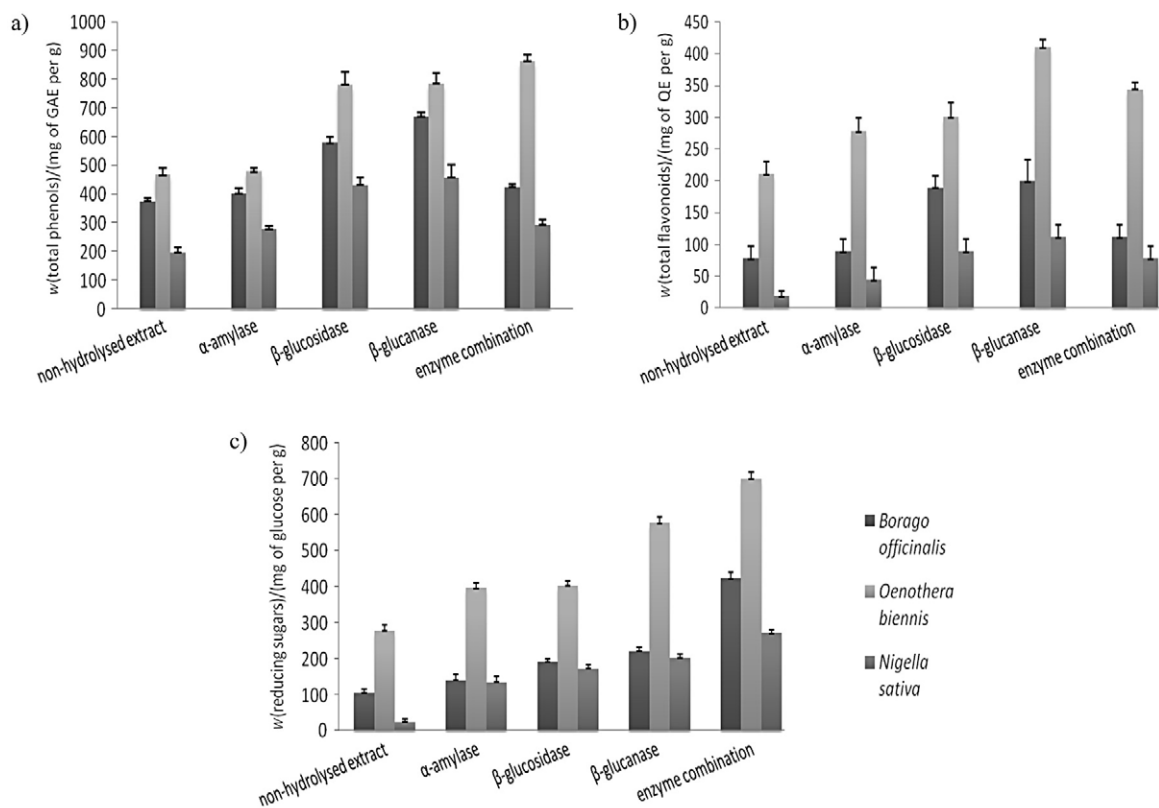 a)
w(total phenols)/(mg of GAE per g)
1000
900
800
700
600
500
400
300
200
100
0
non-hydrolysed extract
α-amylase
β-glucosidase
β-glucanase
enzyme combination
b)
w(total flavonoids)/(mg of QE per g)
450
400
350
300
250
200
150
100
50
0
non-hydrolysed extract
α-amylase
β-glucosidase
β-glucanase
enzyme combination
c)
w(reducing sugars)/(mg of glucose per g)
800
700
600
500
400
300
200
100
0
non-hydrolysed extract
α-amylase
β-glucosidase
β-glucanase
enzyme combination
Borago
officinalis
Oenothera
biennis
Nigella
sativa